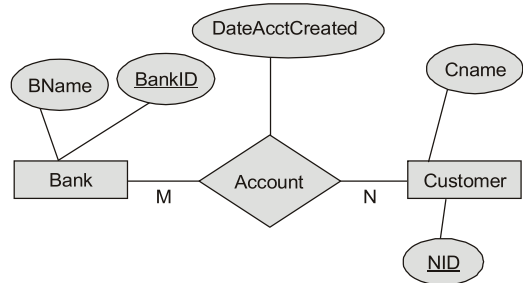 DateAcctCreated
BName
BankID
Cname
Bank
M
Account
N
Customer
NID